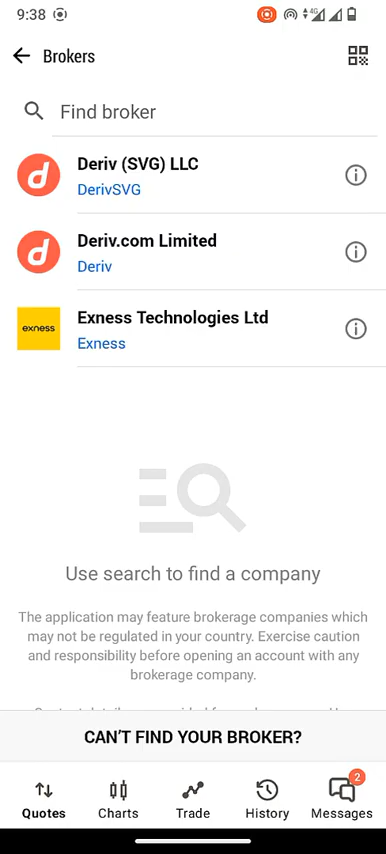 9:38
4G
Brokers
Find broker
Deriv (SVG) LLC
DerivSVG
Deriv.com Limited
Deriv
exness
Exness Technologies Ltd
Exness
Use search to find a company
The application may feature brokerage companies which
may not be regulated in your country. Exercise caution
and responsibility before opening an account with any
brokerage company.
CAN'T FIND YOUR BROKER?
2
Quotes
Charts
Trade
History
Messages